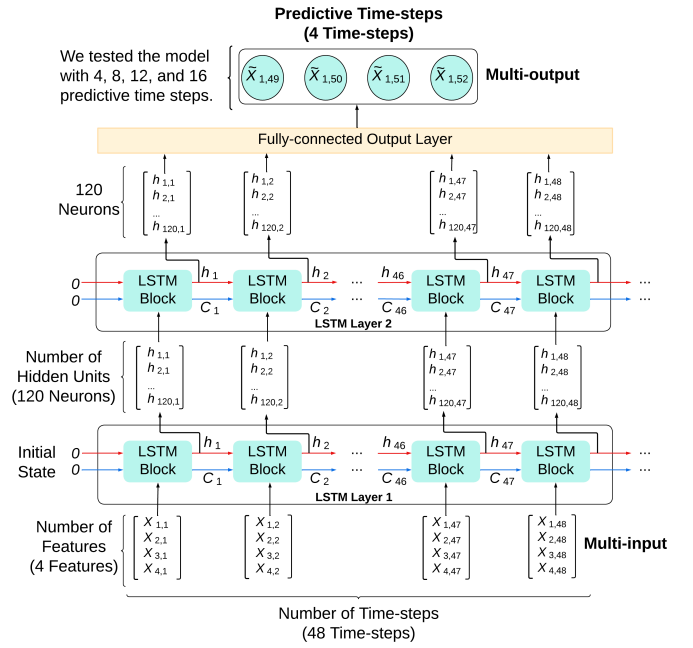 Predictive Time-steps
(4 Time-steps)
We tested the model
with 4, 8, 12, and 16
predictive time steps.
X̃ 1,49 X̃ 1,50 X̃ 1,51 X̃ 1,52
Multi-output
Fully-connected Output Layer
120
Neurons
h 1,1 h 1,2 h 1,47 h 1,48
h 2,1 h 2,2 h 2,47 h 2,48
... ... ... ...
h 120,1 h 120,2 h 120,47 h 120,48
0 h 1 h 2 ... h 46 h 47 ...
LSTM Block LSTM Block LSTM Block LSTM Block
0 C 1 C 2 ... C 46 C 47 ...
LSTM Layer 2
Number of
Hidden Units
(120 Neurons)
h 1,1 h 1,2 h 1,47 h 1,48
h 2,1 h 2,2 h 2,47 h 2,48
... ... ... ...
h 120,1 h 120,2 h 120,47 h 120,48
Initial
State
0 h 1 h 2 ... h 46 h 47 ...
LSTM Block LSTM Block LSTM Block LSTM Block
0 C 1 C 2 ... C 46 C 47 ...
LSTM Layer 1
Number of
Features
(4 Features)
X 1,1 X 1,2 X 1,47 X 1,48
X 2,1 X 2,2 X 2,47 X 2,48
X 3,1 X 3,2 X 3,47 X 3,48
X 4,1 X 4,2 X 4,47 X 4,48
Multi-input
Number of Time-steps
(48 Time-steps)